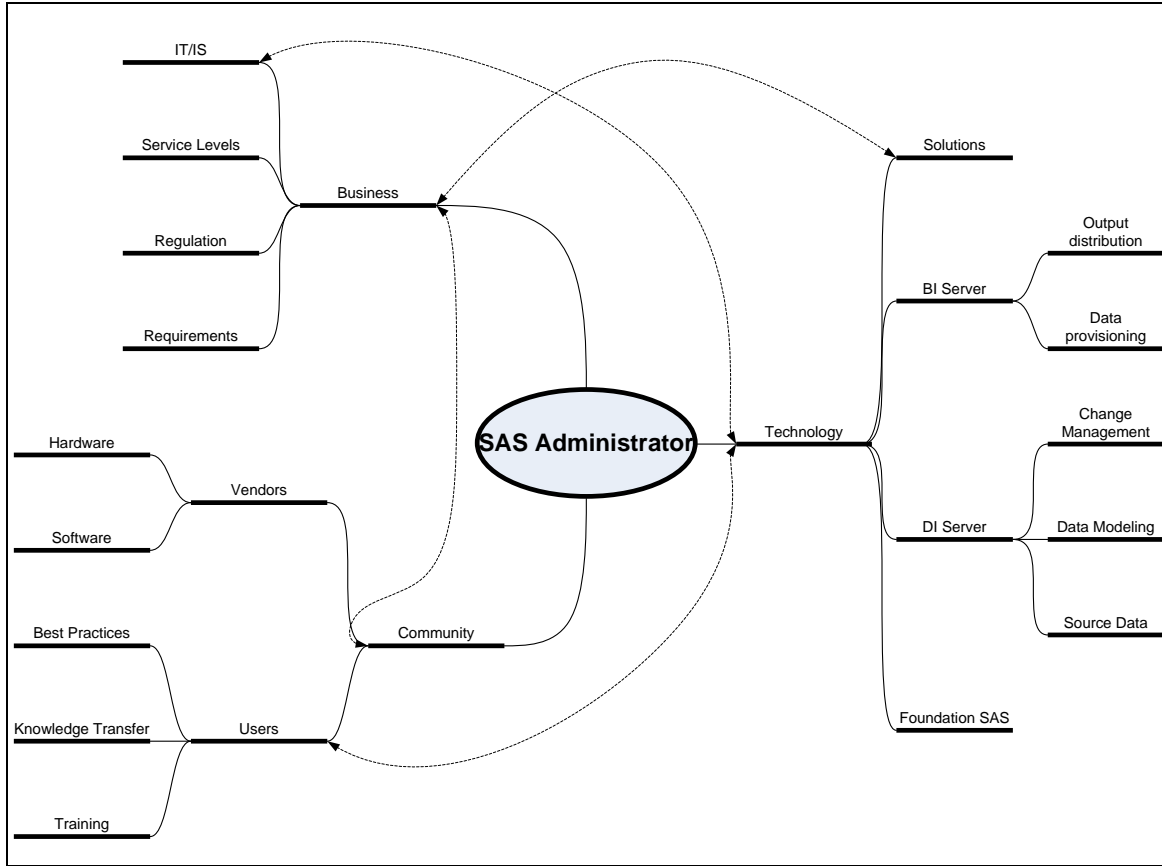 IT/IS
Service Levels
Business
Regulation
Requirements
Hardware
Vendors
Software
Best Practices
Community
Knowledge Transfer
Users
Training
SAS Administrator
Technology
Solutions
BI Server
Output
distribution
Data
provisioning
Change
Management
DI Server
Data Modeling
Source Data
Foundation SAS